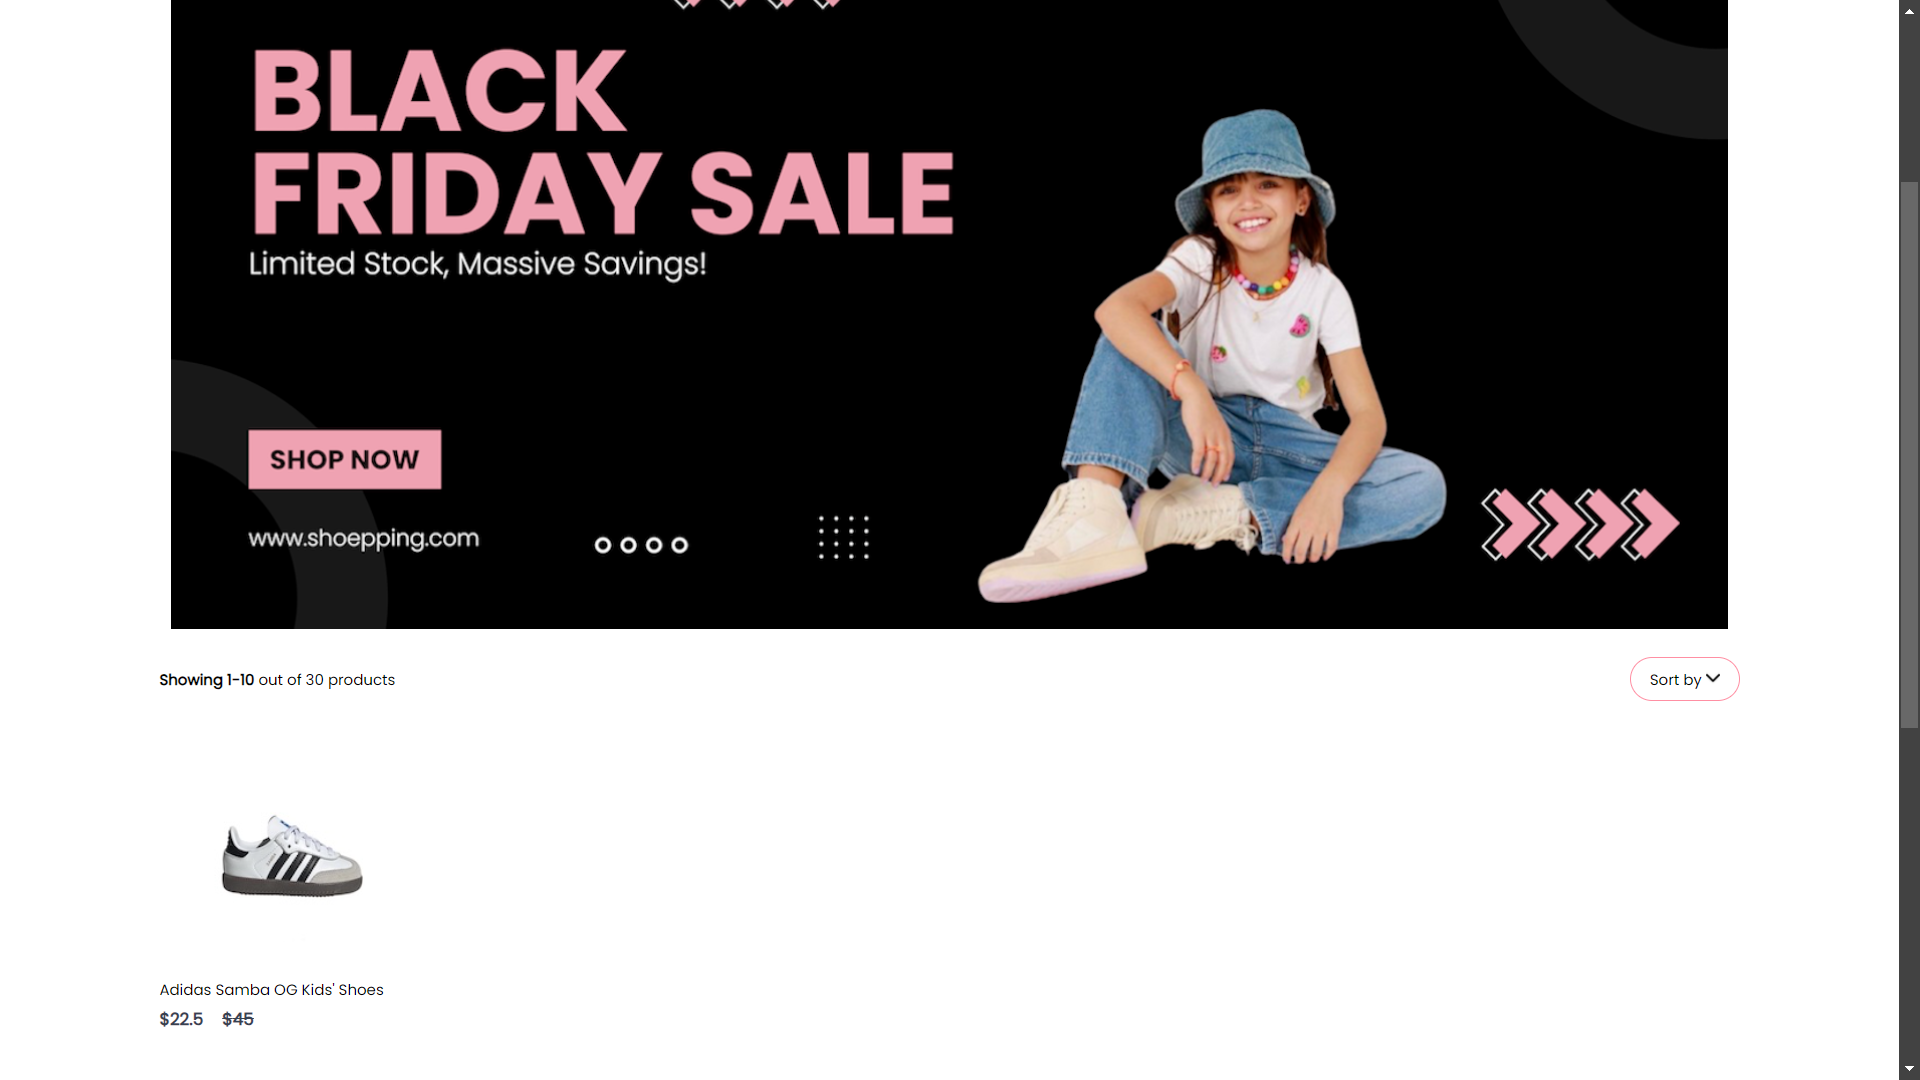 BLACK
FRIDAY SALE
Limited Stock, Massive Savings!
SHOP NOW
www.shoepping.com
Showing 1-10 out of 30 products
Sort by
Adidas Samba OG Kids' Shoes
$22.5 $45